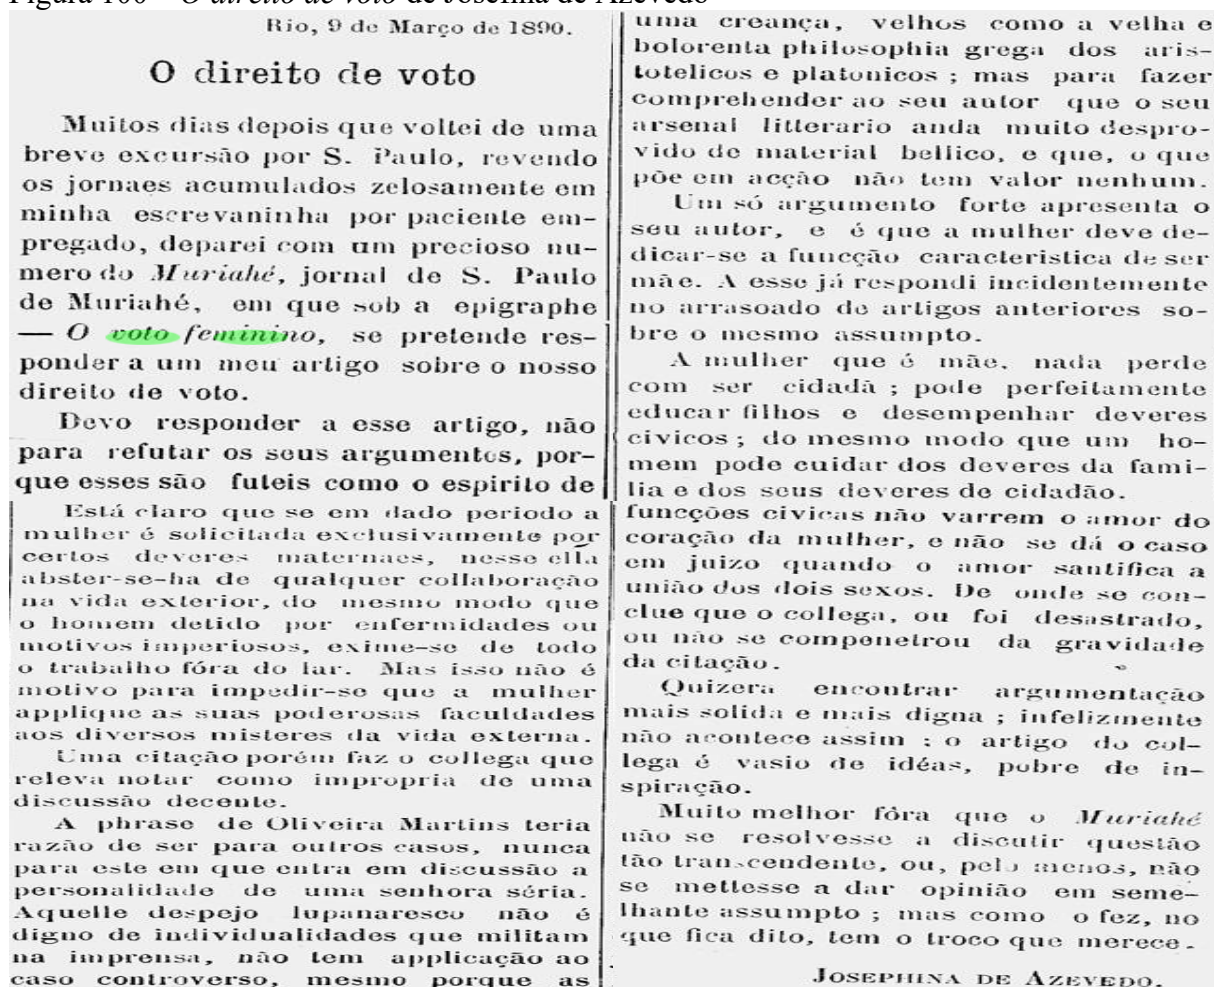 Figura 100 – O direito de voto de Josefina de Azevedo
Rio, 9 de Março de 1890.
O direito de voto
Muitos dias depois que voltei de uma
breve excursão por S. Paulo, revendo
os jornaes acumulados zelosamente em
minha escrevaninha por paciente em-
pregado, deparei com um precioso nu-
mero do Muriahé, jornal de S. Paulo
de Muriahé, em que sob a epigraphe
— O voto feminino, se pretende res-
ponder a um meu artigo sobre o nosso
direito de voto.
Devo responder a esse artigo, não
para refutar os seus argumentos, por-
que esses são futeis como o espirito de
uma creança, velhos como a velha e
bolorenta philosophia grega dos aris-
totelicos e platonicos ; mas para fazer
comprehender ao seu autor que o seu
arsenal litterario anda muito despro-
vido de material bellico, e que, o que
põe em acção não tem valor nenhum.
Um só argumento forte apresenta o
seu autor, e é que a mulher deve de-
dicar-se a funcção caracteristica de ser
mãe. A esse já respondi incidentemente
no arrasoado de artigos anteriores so-
bre o mesmo assumpto.
A mulher que é mãe, nada perde
com ser cidadã ; pode perfeitamente
educar filhos e desempenhar deveres
civicos ; do mesmo modo que um ho-
mem pode cuidar dos deveres da fami-
lia e dos seus deveres de cidadão.
Está claro que se em dado periodo a
mulher é solicitada exclusivamente por
certos deveres maternaes, nesse ella
abster-se-ha de qualquer collaboração
na vida exterior, do mesmo modo que
o homem detido por enfermidades ou
motivos imperiosos, exime-se de todo
o trabalho fóra do lar. Mas isso não é
motivo para impedir-se que a mulher
applique as suas poderosas faculdades
aos diversos misteres da vida externa.
Uma citação porém faz o collega que
releva notar como impropria de uma
discussão decente.
A phrase de Oliveira Martins teria
razão de ser para outros casos, nunca
para este em que entra em discussão a
personalidade de uma senhora séria.
Aquelle despejo lupanaresco não é
digno de individualidades que militam
na imprensa, não tem applicação ao
caso controverso, mesmo porque as
funcções civicas não varrem o amor do
coração da mulher, e não se dá o caso
em juizo quando o amor santifica a
união dos dois sexos. De onde se con-
clue que o collega, ou foi desastrado,
ou não se compenetrou da gravidade
da citação.
Quizera encontrar argumentação
mais solida e mais digna ; infelizmente
não acontece assim ; o artigo do col-
lega é vasio de idéas, pobre de in-
spiração.
Muito melhor fôra que o Muriahé
não se resolvesse a discutir questão
tão transcendente, ou, pelo menos, não
se mettesse a dar opinião em seme-
lhante assumpto ; mas como o fez, no
que fica dito, tem o troco que merece.
JOSEPHINA DE AZEVEDO.